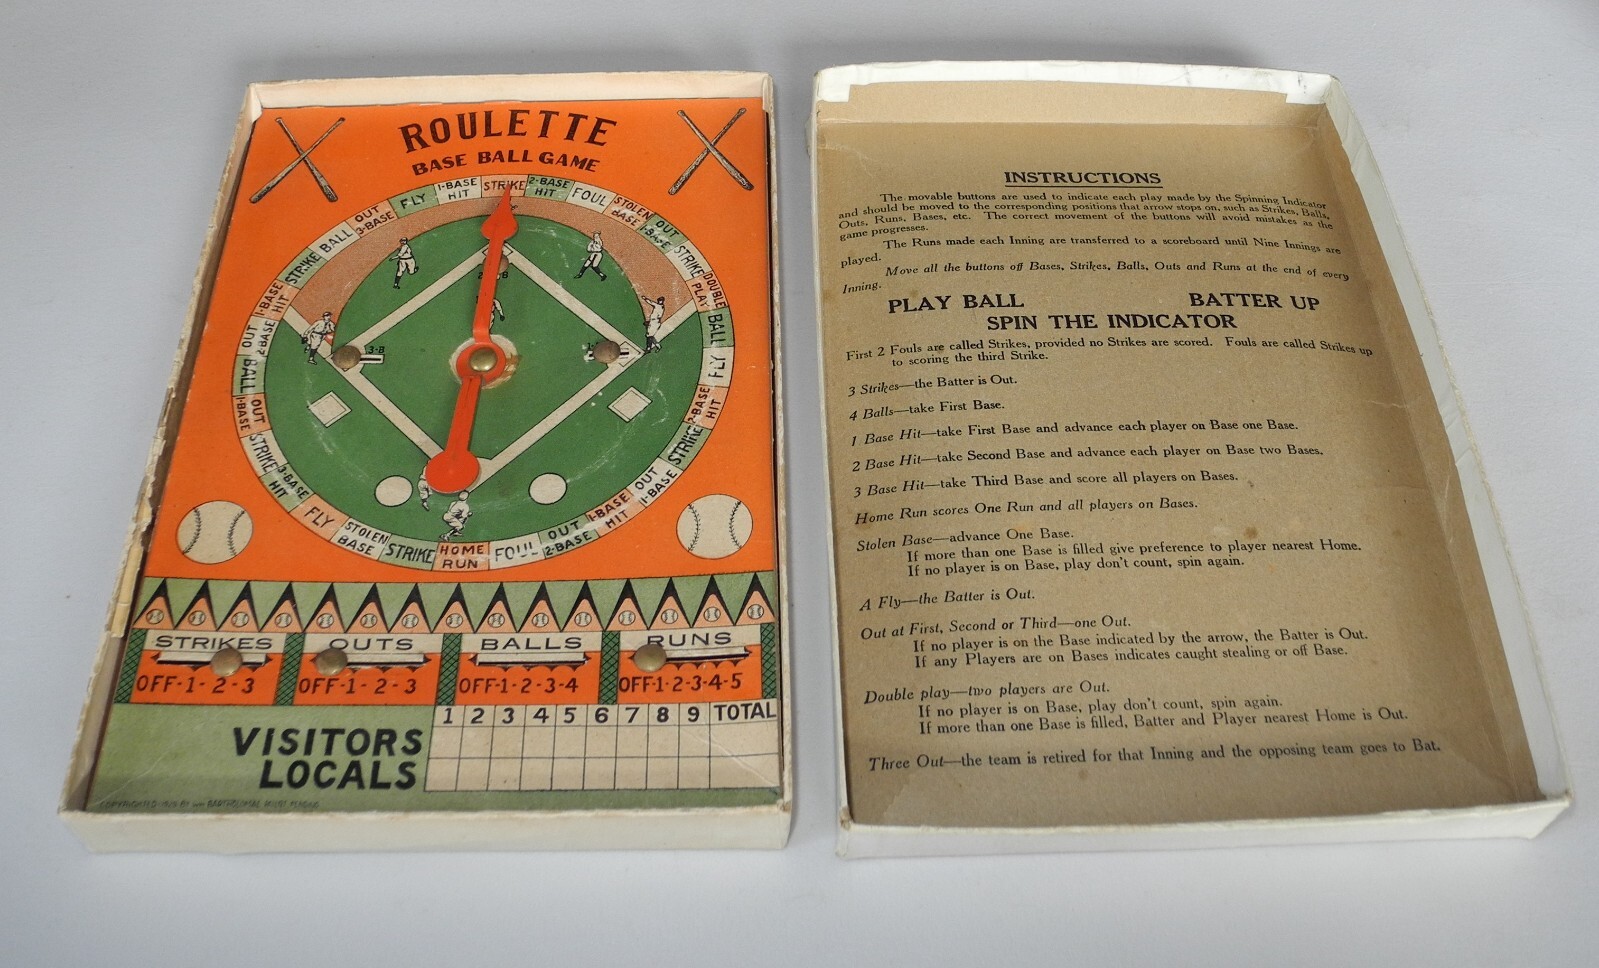 ROULETTE
BASE BALL GAME
STRIKE
2-BASE HIT
FOUL
STOLEN BASE
OUT 1-BASE
STRIKE
DOUBLE PLAY
BALL
FLY
2-BASE HIT
STRIKE
OUT 1-BASE
1-BASE HIT
OUT 2-BASE
FOUL
HOME RUN
STRIKE
STOLEN BASE
FLY
3-BASE HIT
STRIKE
OUT 1-BASE
BALL
OUT 2-BASE
1-BASE HIT
STRIKE
BALL
OUT 3-BASE
FLY
1-BASE HIT
3-B
STRIKES
OUTS
BALLS
RUNS
OFF-1-2-3
OFF-1-2-3
OFF-1-2-3-4
OFF-1-2-3-4-5
1 2 3 4 5 6 7 8 9 TOTAL
VISITORS
LOCALS
INSTRUCTIONS
The movable buttons are used to indicate each play made by the Spinning Indicator
and should be moved to the corresponding positions that arrow stops on, such as Strikes, Balls,
Outs, Runs, Bases, etc. The correct movement of the buttons will avoid mistakes as the
game progresses.
The Runs made each Inning are transferred to a scoreboard until Nine Innings are
played.
Move all the buttons off Bases, Strikes, Balls, Outs and Runs at the end of every
Inning.
PLAY BALL BATTER UP
SPIN THE INDICATOR
First 2 Fouls are called Strikes, provided no Strikes are scored. Fouls are called Strikes up
to scoring the third Strike.
3 Strikes—the Batter is Out.
4 Balls—take First Base.
1 Base Hit—take First Base and advance each player on Base one Base.
2 Base Hit—take Second Base and advance each player on Base two Bases.
3 Base Hit—take Third Base and score all players on Bases.
Home Run scores One Run and all players on Bases.
Stolen Base—advance One Base.
If more than one Base is filled give preference to player nearest Home.
If no player is on Base, play don't count, spin again.
A Fly—the Batter is Out.
Out at First, Second or Third—one Out.
If no player is on the Base indicated by the arrow, the Batter is Out.
If any Players are on Bases indicates caught stealing or off Base.
Double play—two players are Out.
If no player is on Base, play don't count, spin again.
If more than one Base is filled, Batter and Player nearest Home is Out.
Three Out—the team is retired for that Inning and the opposing team goes to Bat.